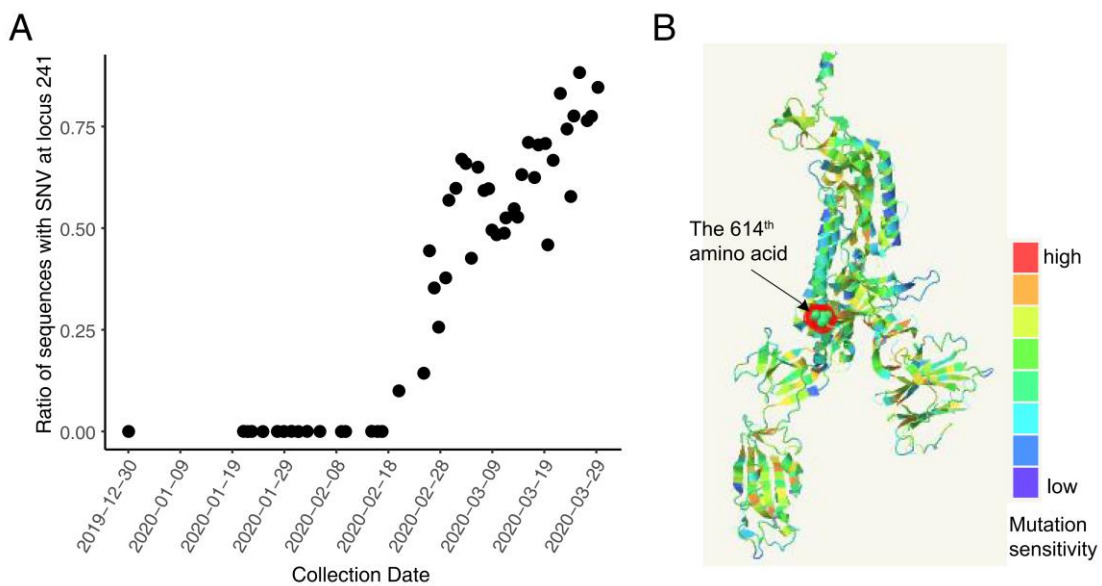 A
Ratio of sequences with SNV at locus 241
0.75
0.50
0.25
0.00
2019-12-30
2020-01-09
2020-01-19
2020-01-29
2020-02-08
2020-02-18
2020-02-28
2020-03-09
2020-03-19
2020-03-29
Collection Date
B
The 614th
amino acid
high
low
Mutation
sensitivity